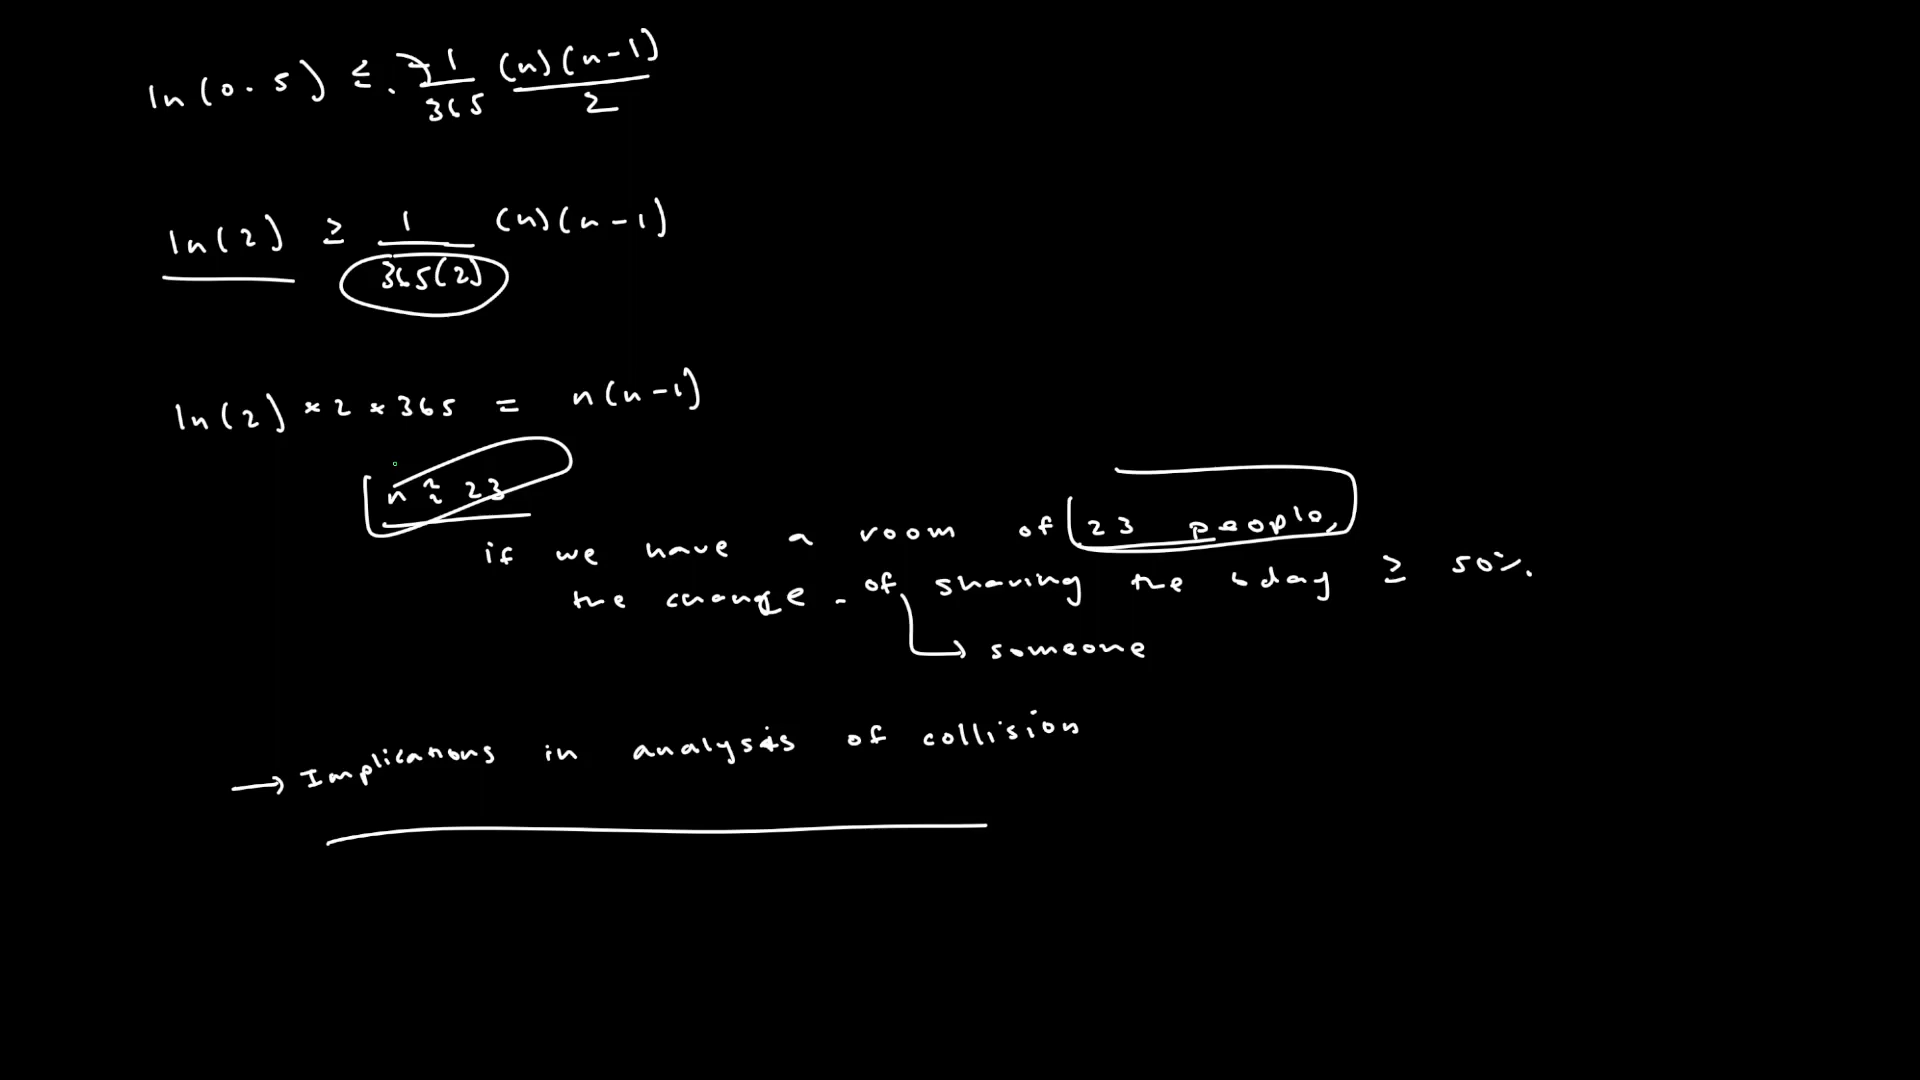 ln(0.5) ≤ . -1/365 (n)(n-1)/2
ln(2) ≥ 1/365(2) (n)(n-1)
ln(2) * 2 * 365 = n(n-1)
n ≈ 23
if we have a room of 23 people,
the change - of sharing the bday ≥ 50%.
→ someone
→ Implications in analysis of collision